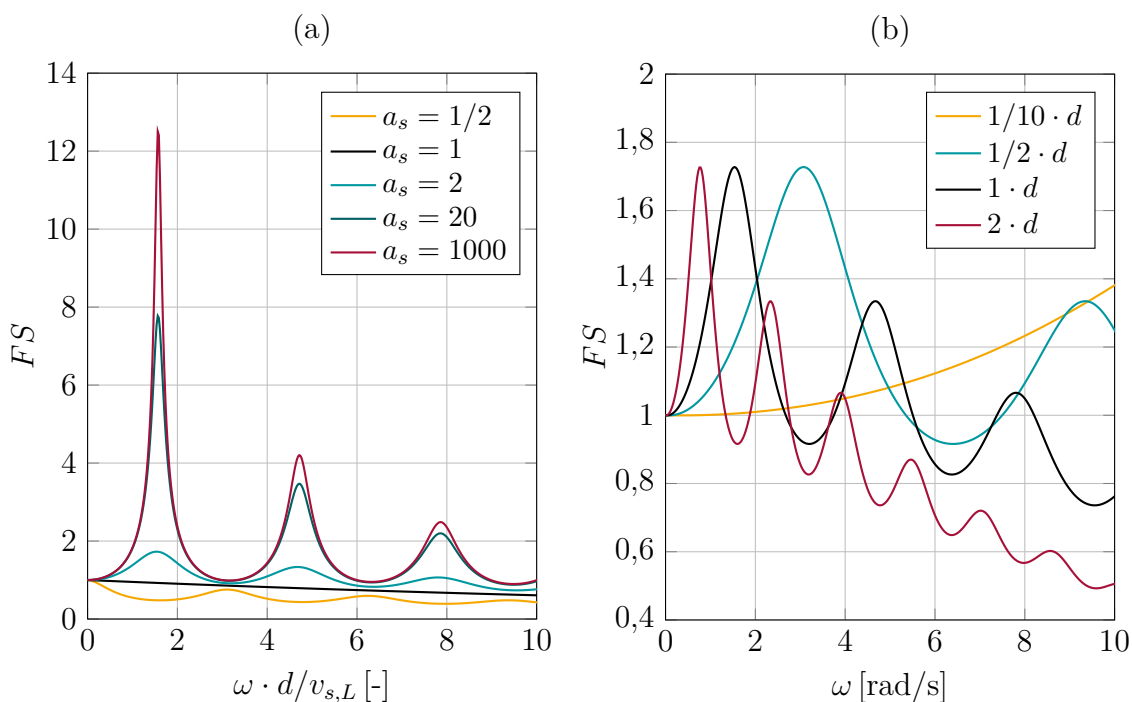 (a)
14
12
10
8
6
4
2
0
FS
0 2 4 6 8 10
ω · d/v_{s,L} [-]
a_s = 1/2
a_s = 1
a_s = 2
a_s = 20
a_s = 1000
(b)
2
1,8
1,6
1,4
1,2
1
0,8
0,6
0,4
FS
0 2 4 6 8 10
ω [rad/s]
1/10 · d
1/2 · d
1 · d
2 · d